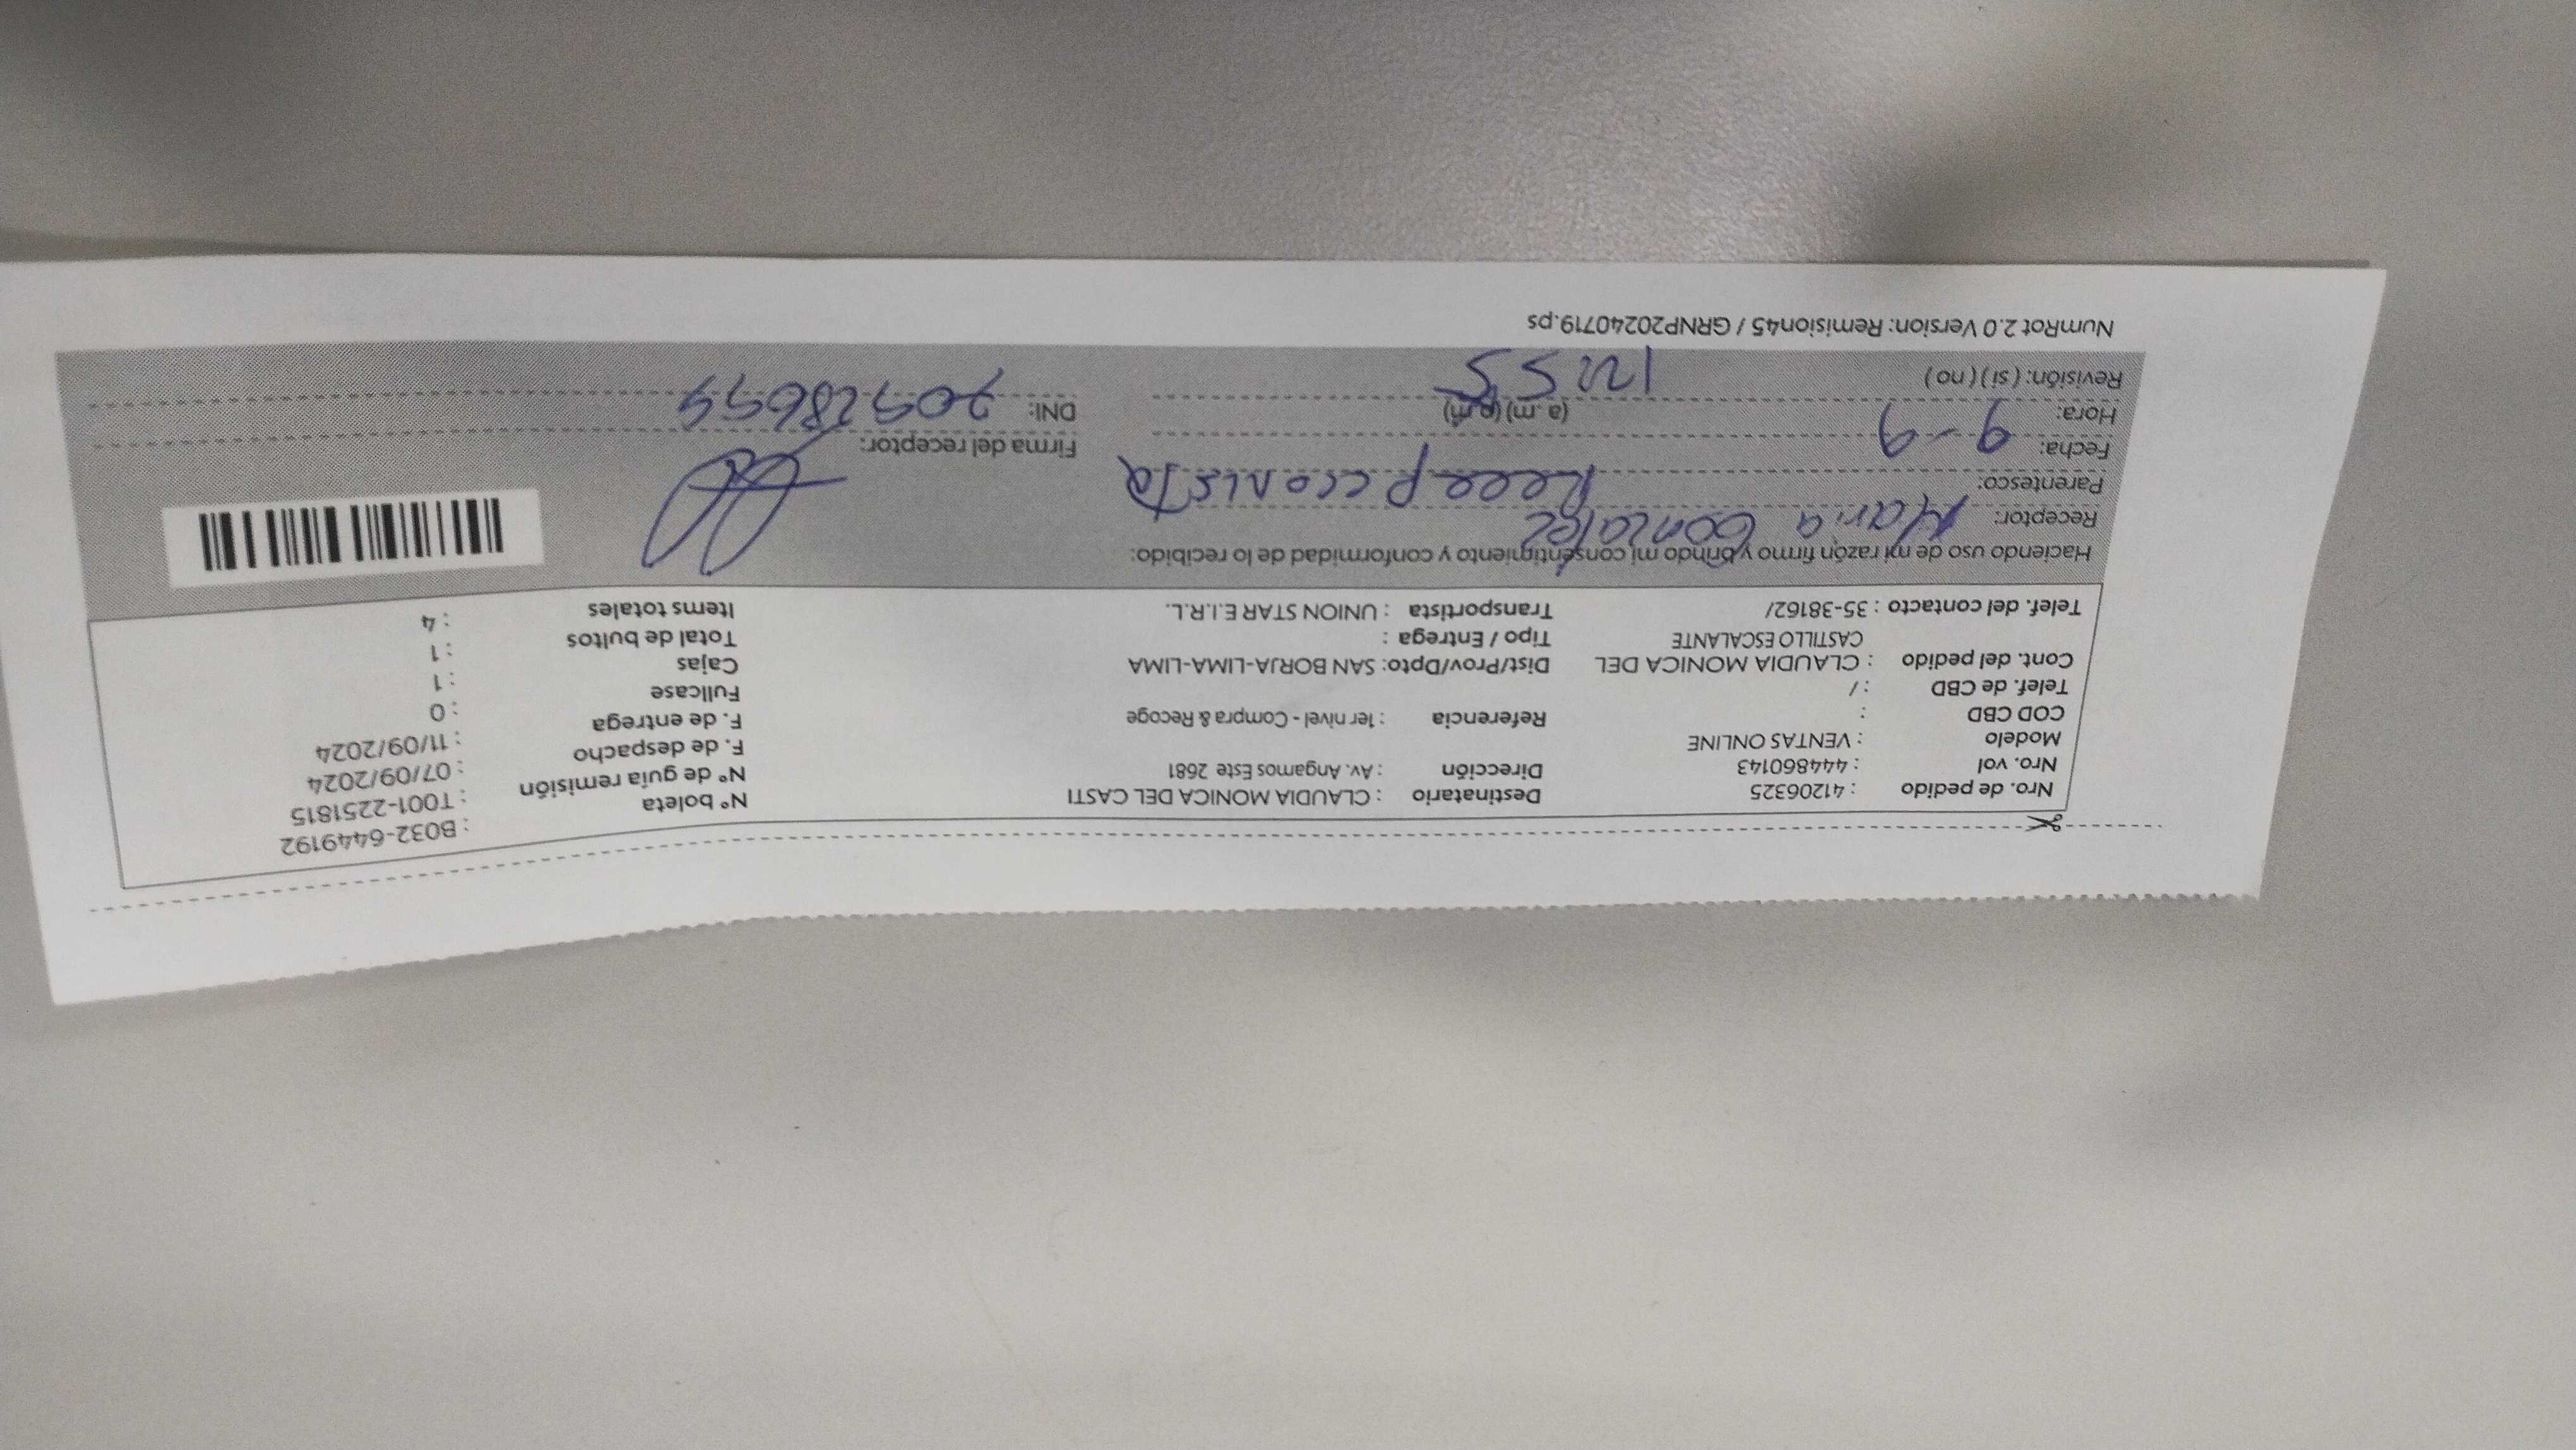 Nro. de pedido : 41206325 Destinatario : CLAUDIA MONICA DEL CASTI Nº boleta : B032-6449192
Nro. vol : 444860143 Dirección : Av. Angamos Este 2681 Nº de guía remisión : T001-2251815
Modelo : VENTAS ONLINE F. de despacho : 07/09/2024
COD CBD : Referencia : 1er nivel - Compra & Recoge F. de entrega : 11/09/2024
Telef. de CBD : / Fullcase : 0
Cont. del pedido : CLAUDIA MONICA DEL Dist/Prov/Dpto: SAN BORJA-LIMA-LIMA Cajas : 1
CASTILLO ESCALANTE Tipo / Entrega : Total de bultos : 1
Telef. del contacto : 35-38162/ Transportista : UNION STAR E.I.R.L. Items totales : 4
Haciendo uso de mi razón firmo y brindo mi consentimiento y conformidad de lo recibido:
Receptor: Maria Gonzalez
Parentesco: Recepcionista
Fecha: 9-9 Firma del receptor:
Hora: 12:55 (a.m) (p.m) DNI:
Revisión: ( si ) ( no )
NumRot 2.0 Version: Remision45 / GRNP20240719.ps